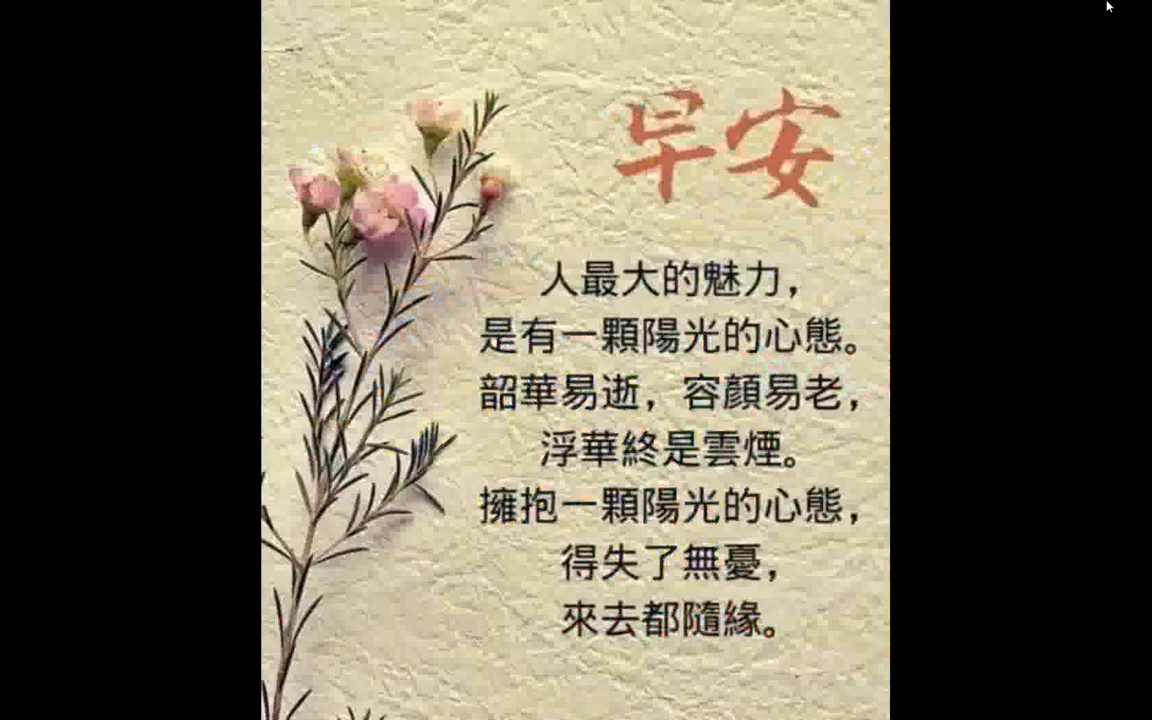 早安
人最大的魅力，
是有一顆陽光的心態。
韶華易逝，容顏易老，
浮華終是雲煙。
擁抱一顆陽光的心態，
得失了無憂，
來去都隨緣。